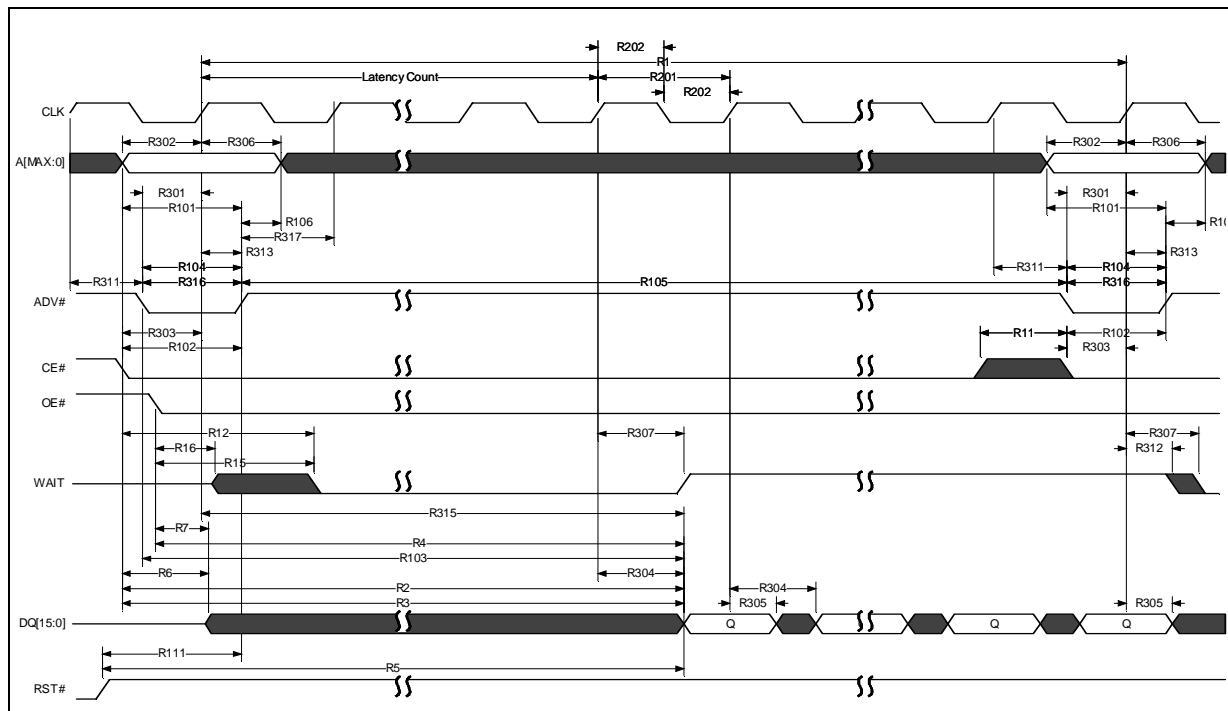 R202
R1
Latency Count R201
R202
CLK
R302 R306 R302 R306
A[MAX:0]
R301 R301
R101 R101
R106 R10
R317
R313 R313
R104 R311 R104
R311 R316 R105 R316
ADV#
R303 R11 R102
R102 R303
CE#
OE#
R12 R307 R307
R16 R312
R15
WAIT
R315
R7
R4
R103
R6 R304
R2 R304
R3 R305 R305
DQ[15:0] Q Q Q
R111
R5
RST#